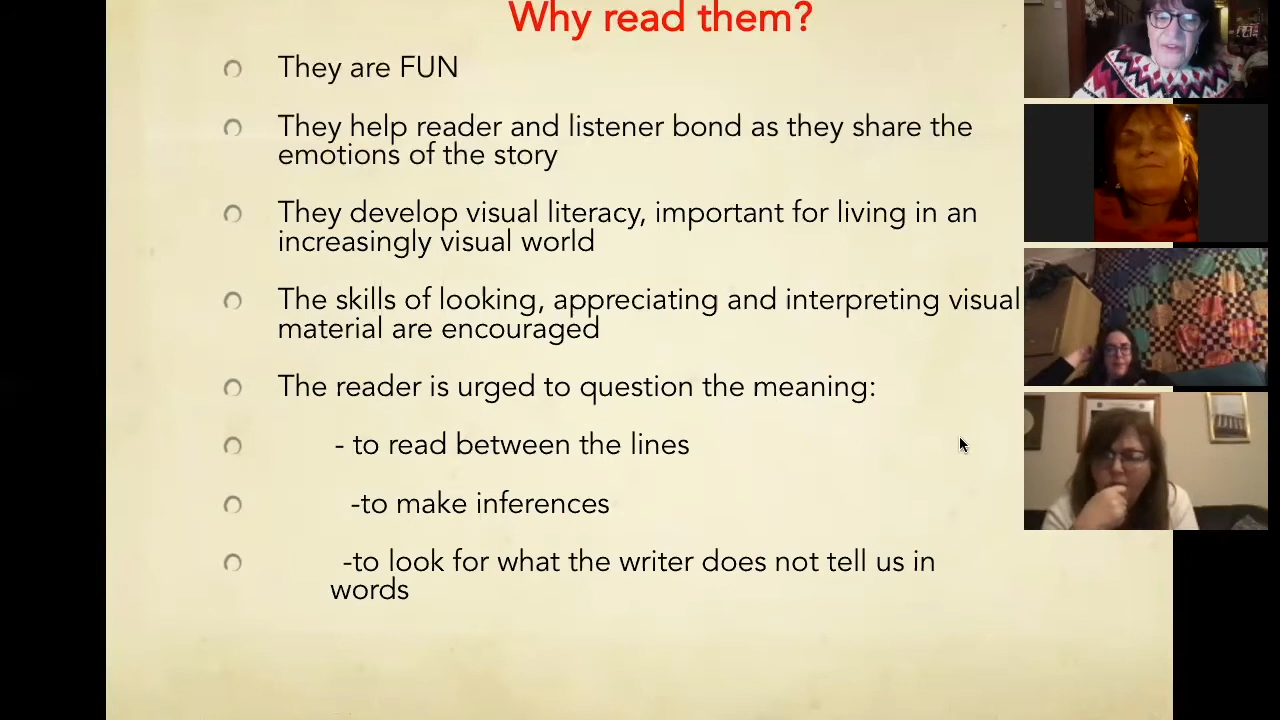 Why read them?
They are FUN
They help reader and listener bond as they share the
emotions of the story
They develop visual literacy, important for living in an
increasingly visual world
The skills of looking, appreciating and interpreting visual
material are encouraged
The reader is urged to question the meaning:
- to read between the lines
-to make inferences
-to look for what the writer does not tell us in
words